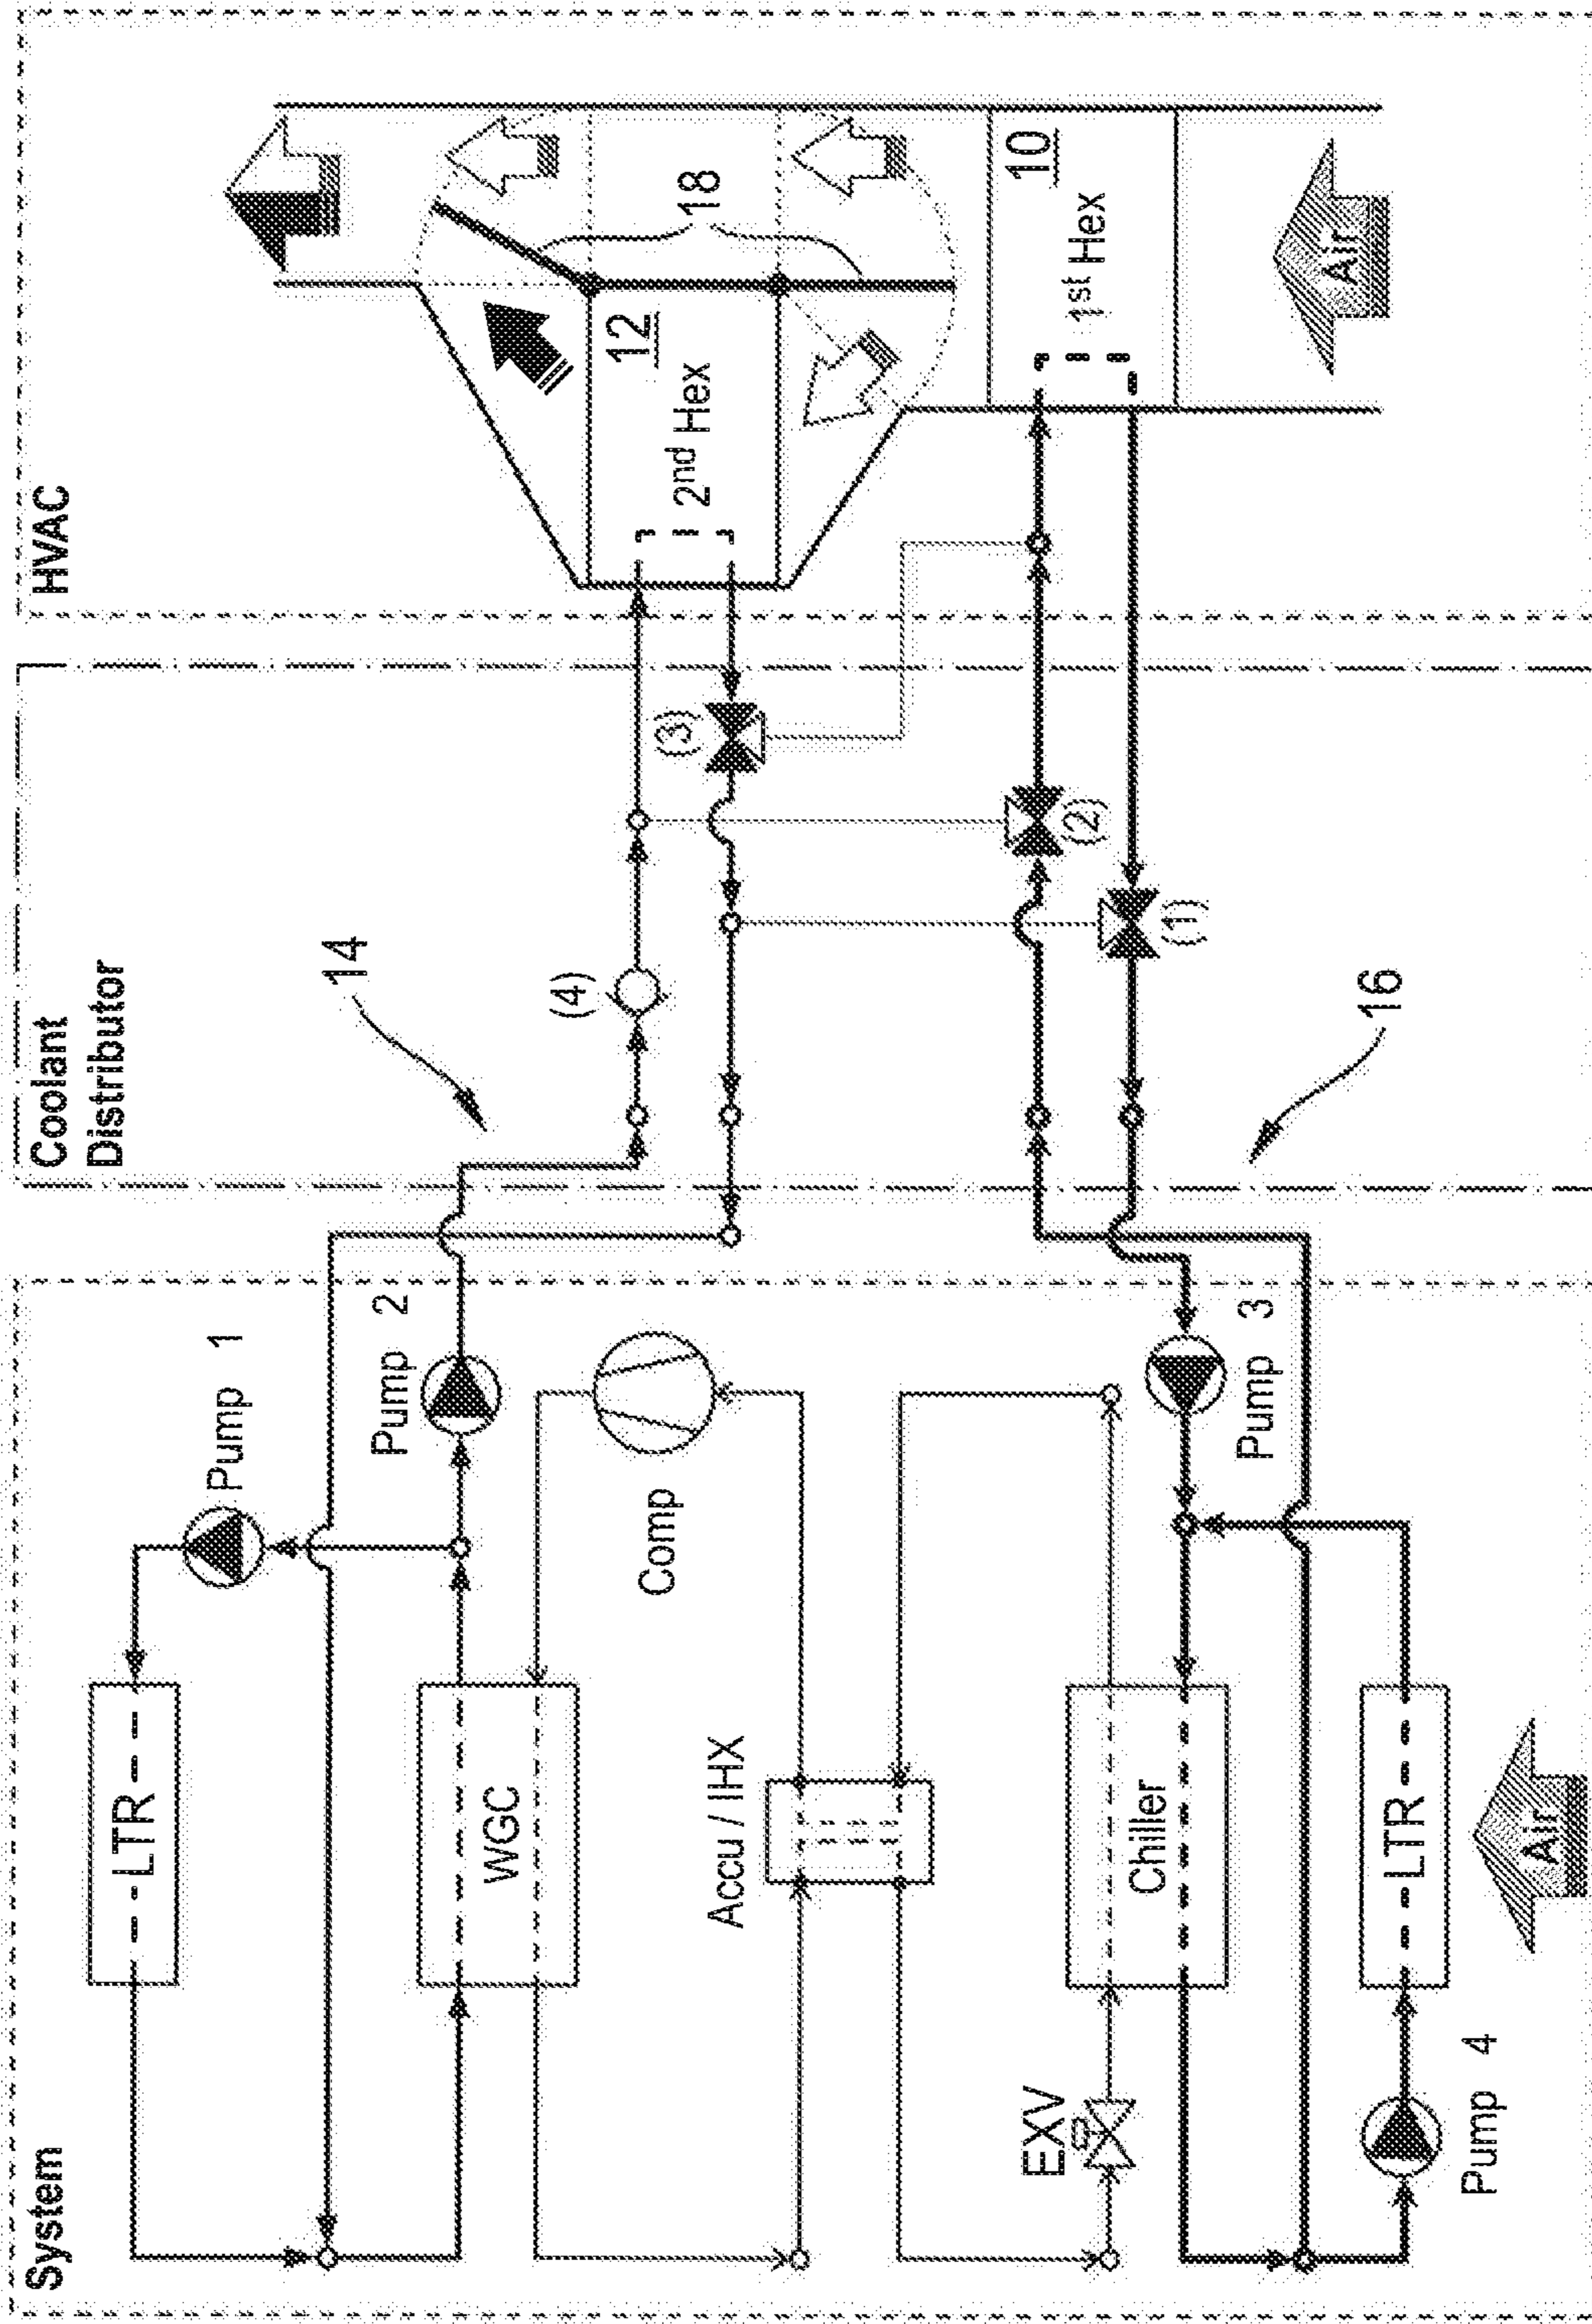 System
LTR
Pump 1
Pump 2
WGC
Comp
Accu / IHX
EXV
Chiller
Pump 3
LTR
Pump 4
Air
Coolant
Distributor
14
(4)
(3)
(2)
(1)
16
HVAC
12
2nd Hex
18
10
1st Hex
Air